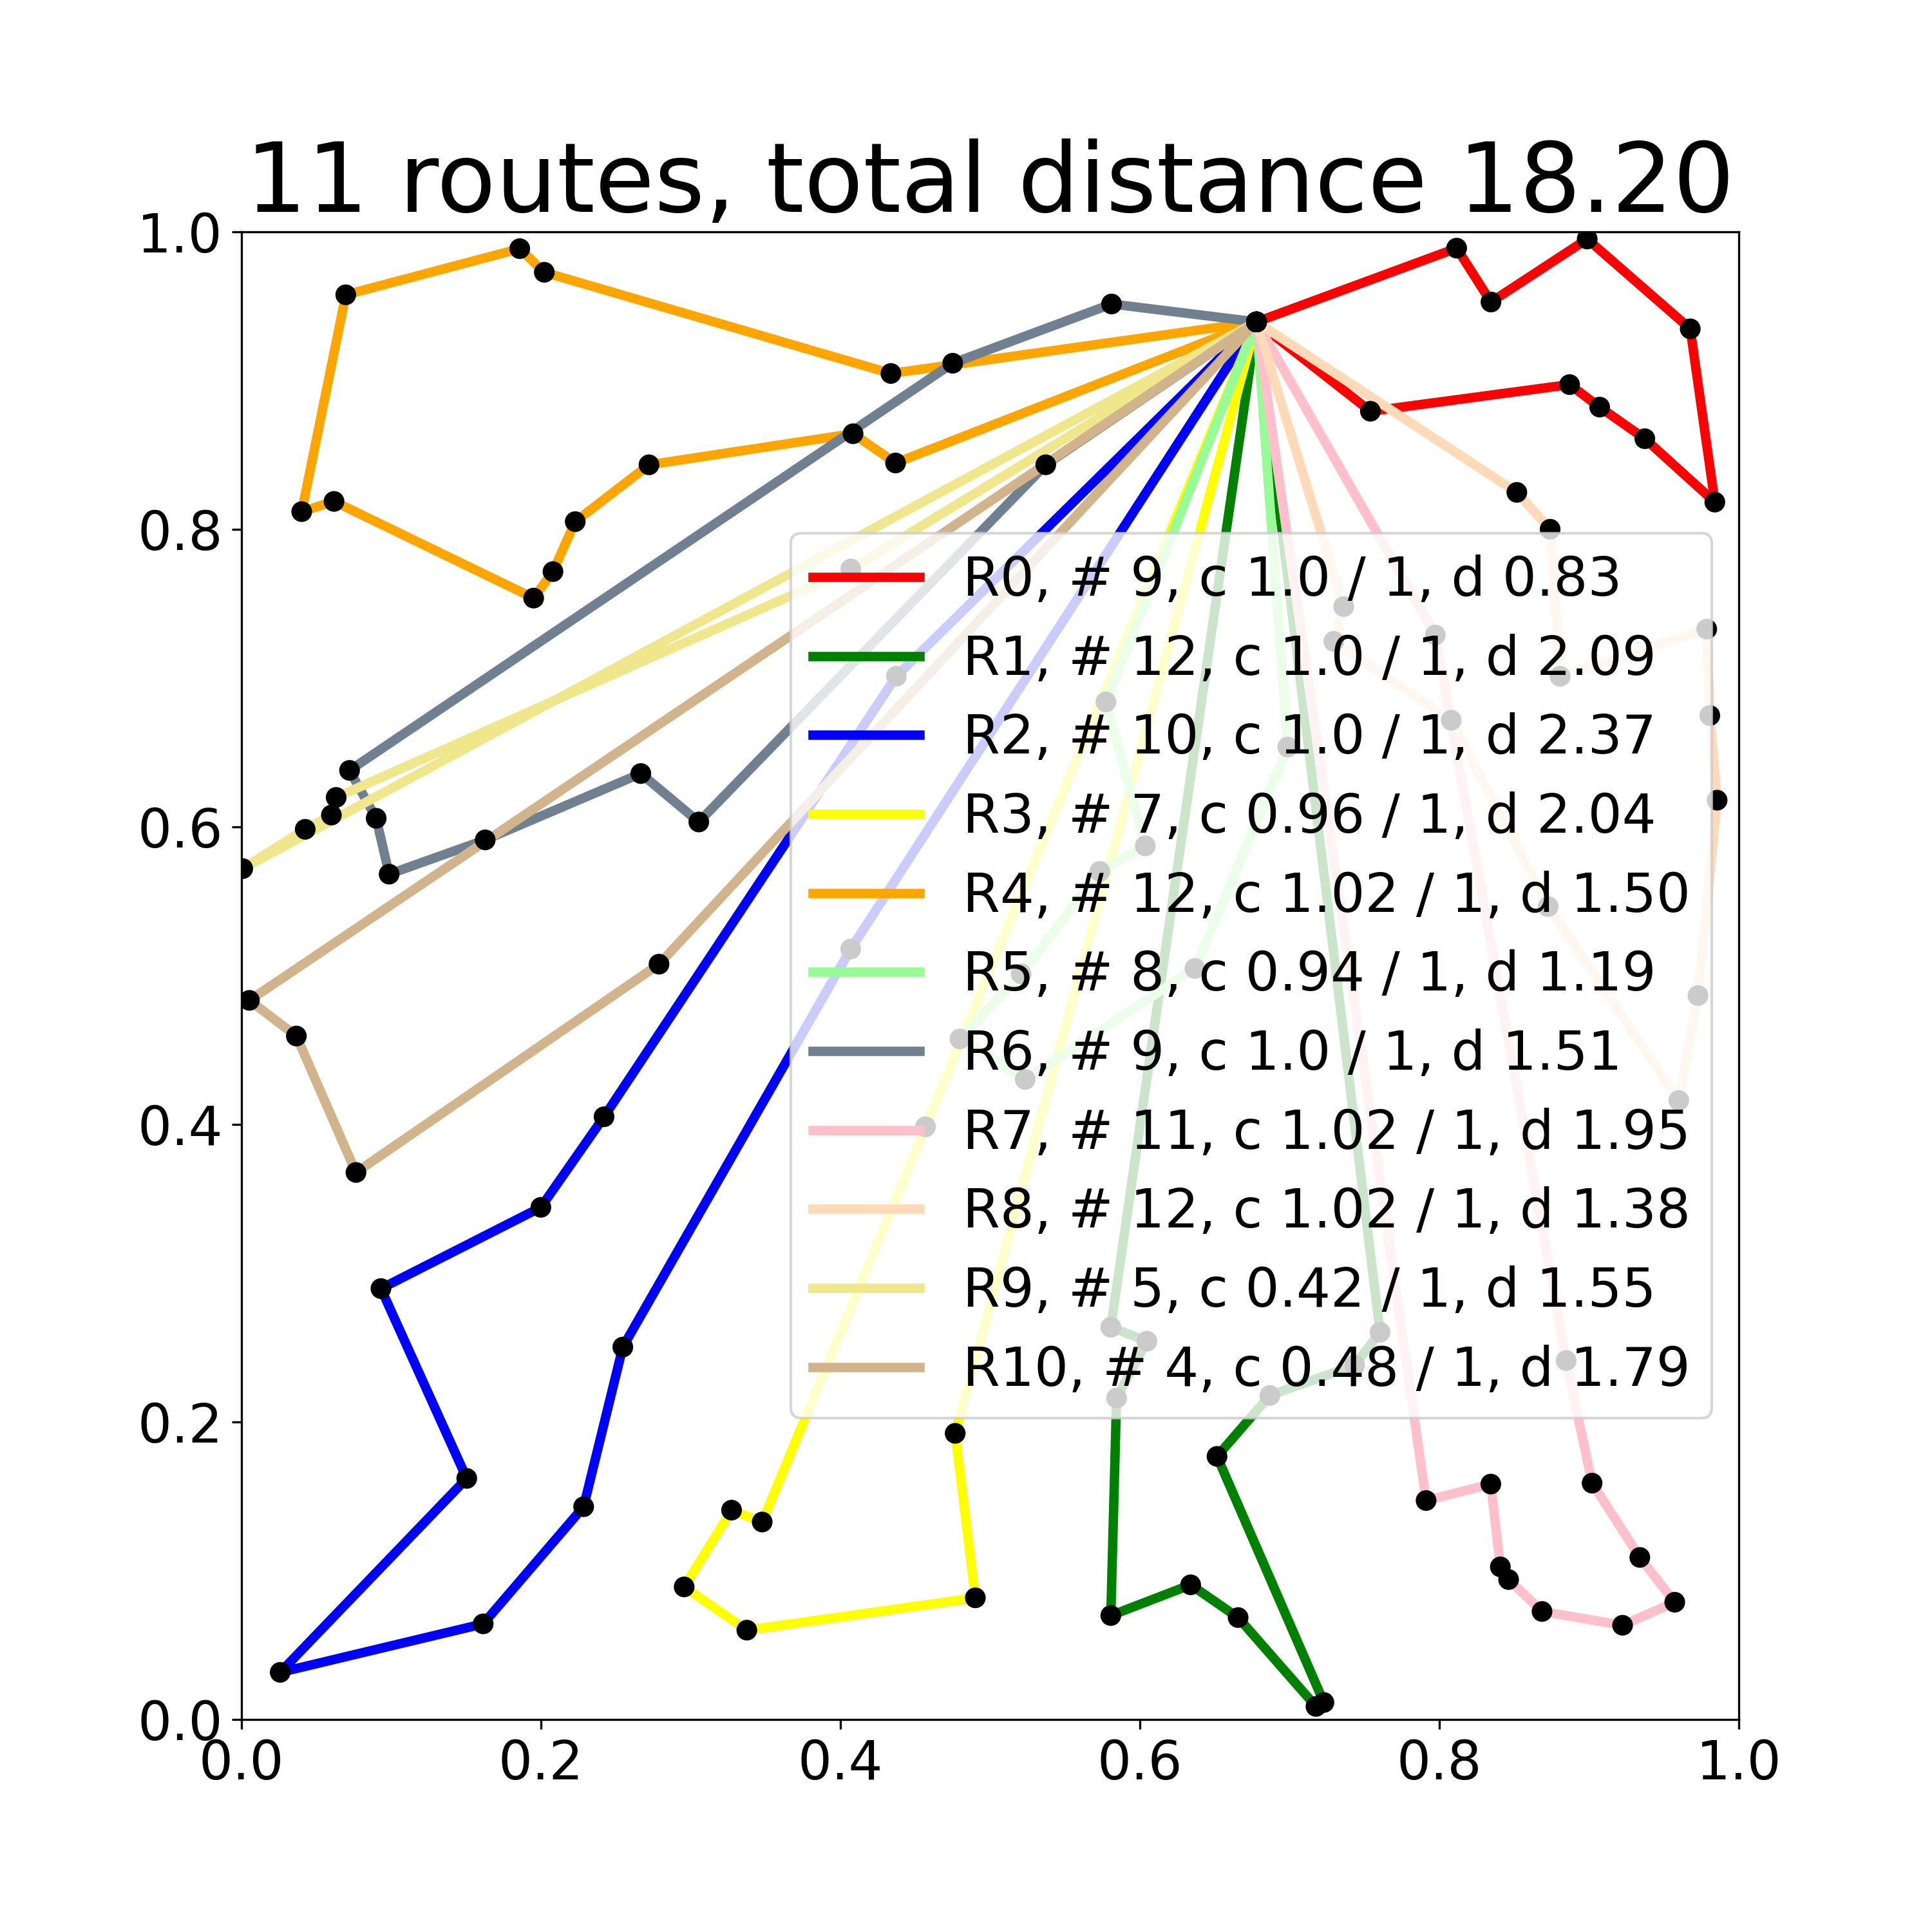 11 routes, total distance 18.20
1.0
0.8
0.6
0.4
0.2
0.0
R0, # 9, c 1.0 / 1, d 0.83
R1, # 12, c 1.0 / 1, d 2.09
R2, # 10, c 1.0 / 1, d 2.37
R3, # 7, c 0.96 / 1, d 2.04
R4, # 12, c 1.02 / 1, d 1.50
R5, # 8, c 0.94 / 1, d 1.19
R6, # 9, c 1.0 / 1, d 1.51
R7, # 11, c 1.02 / 1, d 1.95
R8, # 12, c 1.02 / 1, d 1.38
R9, # 5, c 0.42 / 1, d 1.55
R10, # 4, c 0.48 / 1, d 1.79
0.0 0.2 0.4 0.6 0.8 1.0